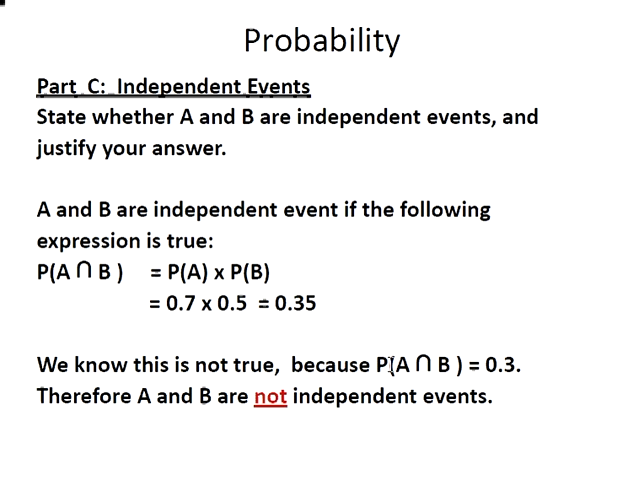 Probability
Part C: Independent Events
State whether A and B are independent events, and
justify your answer.
A and B are independent event if the following
expression is true:
P(A ∩ B ) = P(A) x P(B)
= 0.7 x 0.5 = 0.35
We know this is not true, because P(A ∩ B ) = 0.3.
Therefore A and B are not independent events.